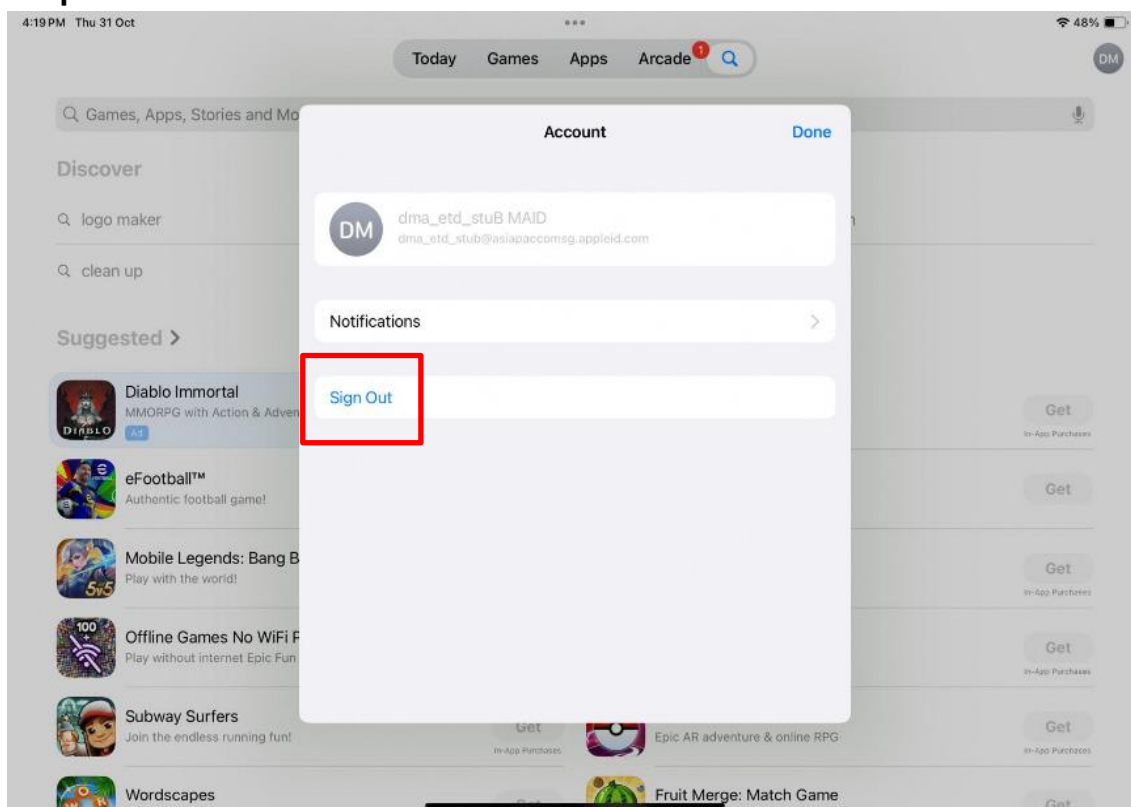 4:19 PM Thu 31 Oct
48%
Today Games Apps Arcade 1
DM
Games, Apps, Stories and Mo
Account
Done
Discover
logo maker
clean up
DM
dma_etd_stuB MAID
dma_etd_stub@asiapaccomsg.appleid.com
Notifications
Suggested >
Sign Out
Diablo Immortal
MMORPG with Action & Adven
Ad
DIABLO
Get
In-App Purchases
eFootball™
Authentic football game!
Get
Mobile Legends: Bang B
Play with the world!
5v5
Get
In-App Purchases
100+
Offline Games No WiFi P
Play without internet Epic Fun
Get
In-App Purchases
Subway Surfers
Join the endless running fun!
Get
In-App Purchases
Epic AR adventure & online RPG
Get
In-App Purchases
Wordscapes
Fruit Merge: Match Game
Get